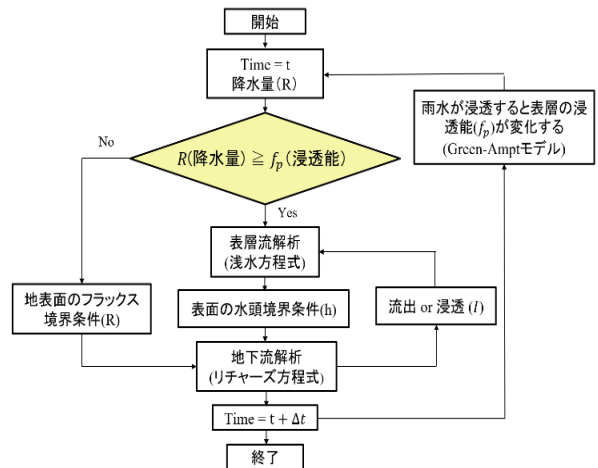 開始
Time = t
降水量(R)
雨水が浸透すると表層の浸
透能(fₚ)が変化する
(Green-Amptモデル)
No
R(降水量) ≧ fₚ(浸透能)
Yes
表層流解析
(浅水方程式)
地表面のフラックス
境界条件(R)
表面の水頭境界条件(h)
流出 or 浸透 (I)
地下流解析
(リチャーズ方程式)
Time = t + Δt
終了